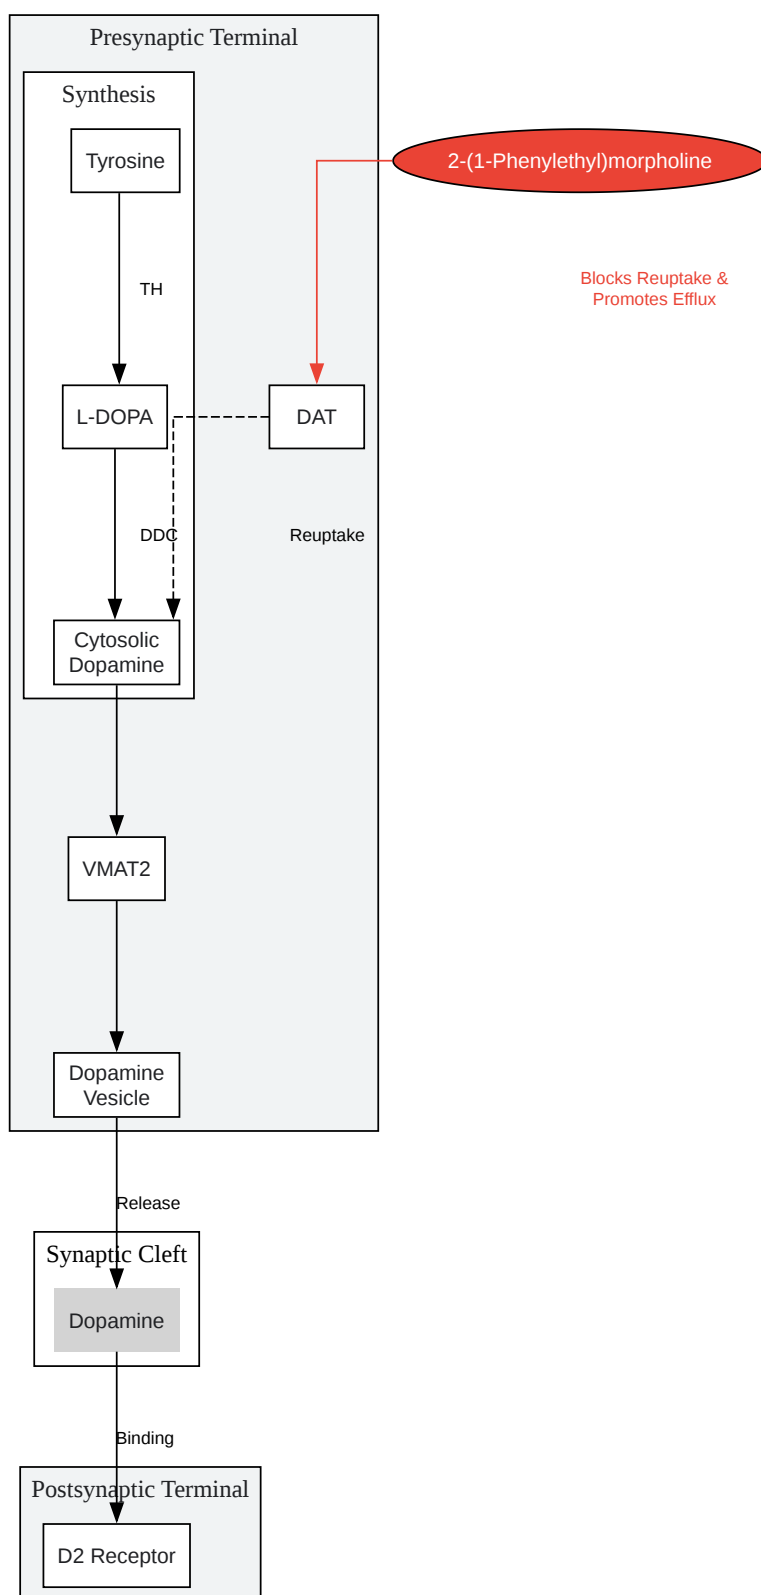 Presynaptic Terminal
Synthesis
Tyrosine
2-(1-Phenylethyl)morpholine
TH
Blocks Reuptake &
Promotes Efflux
L-DOPA
DAT
DDC
Reuptake
Cytosolic
Dopamine
VMAT2
Dopamine
Vesicle
Release
Synaptic Cleft
Dopamine
Binding
Postsynaptic Terminal
D2 Receptor